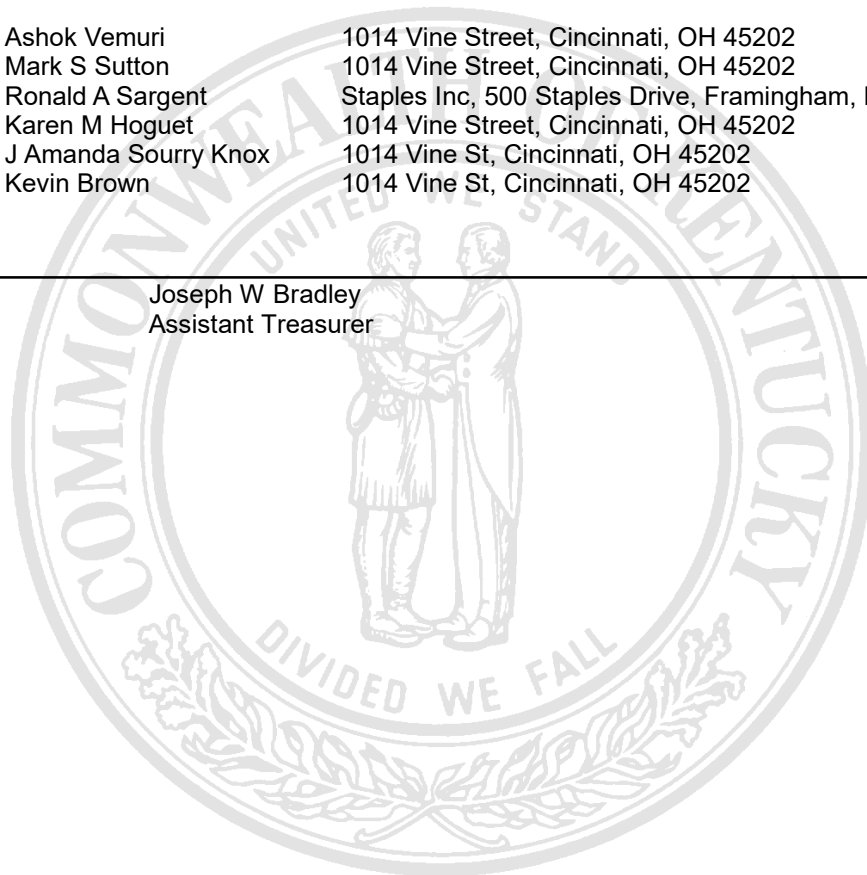 Ashok Vemuri 1014 Vine Street, Cincinnati, OH 45202
Mark S Sutton 1014 Vine Street, Cincinnati, OH 45202
Ronald A Sargent Staples Inc, 500 Staples Drive, Framingham,
Karen M Hoguet 1014 Vine Street, Cincinnati, OH 45202
J Amanda Sourry Knox 1014 Vine St, Cincinnati, OH 45202
Kevin Brown 1014 Vine St, Cincinnati, OH 45202
Joseph W Bradley
Assistant Treasurer
COMMONWEALTH OF KENTUCKY
UNITED WE STAND
DIVIDED WE FALL